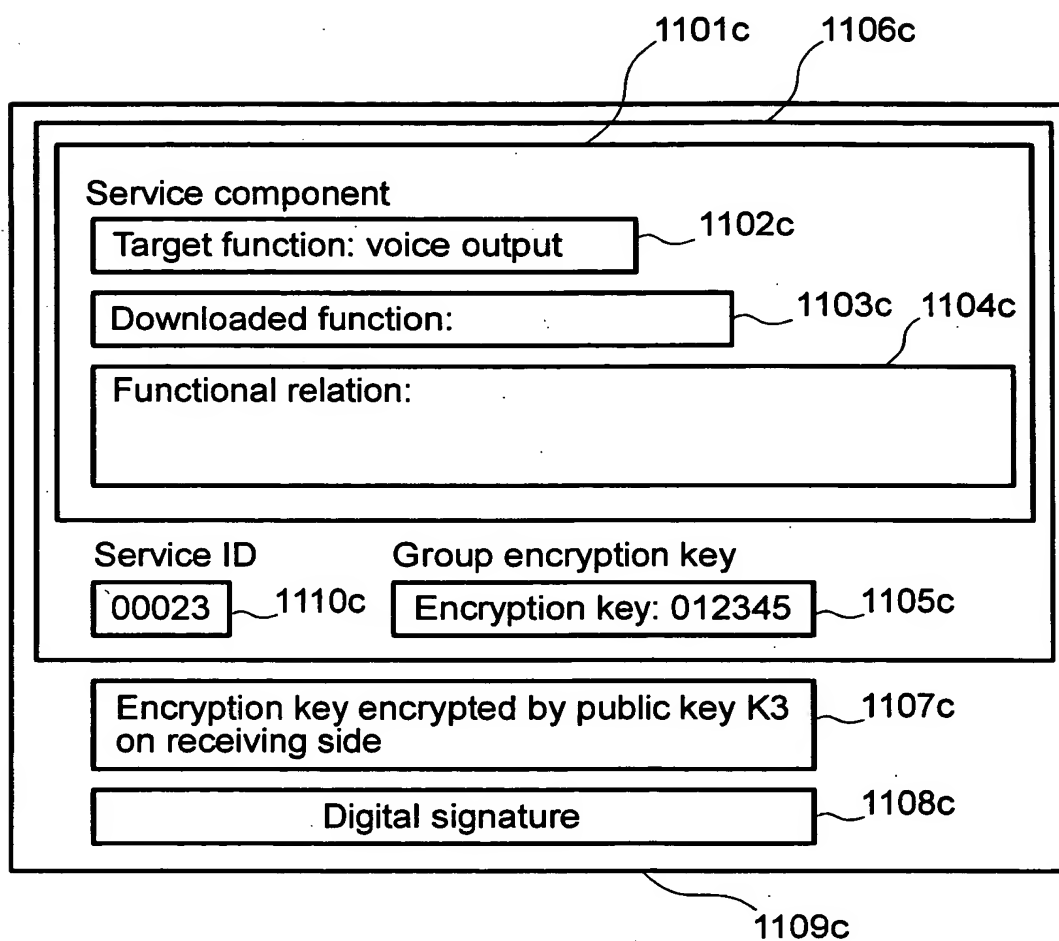 1101c 1106c
Service component
Target function: voice output
1102c
Downloaded function:
1103c 1104c
Functional relation:
Service ID Group encryption key
00023 1110c Encryption key: 012345 1105c
Encryption key encrypted by public key K3
on receiving side
1107c
Digital signature
1108c
1109c